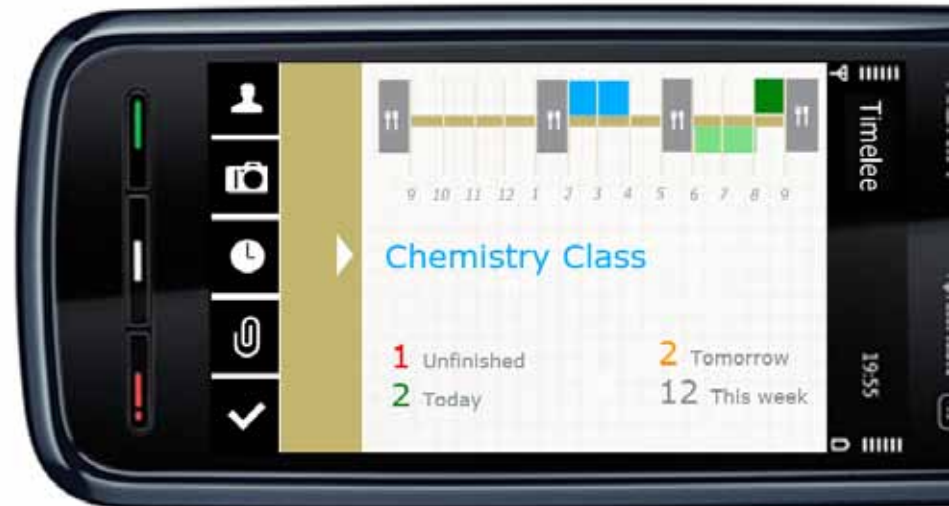 9 10 11 12 1 2 3 4 5 6 7 8 9
Chemistry Class
1 Unfinished
2 Today
2 Tomorrow
12 This week
Timelee
19:55